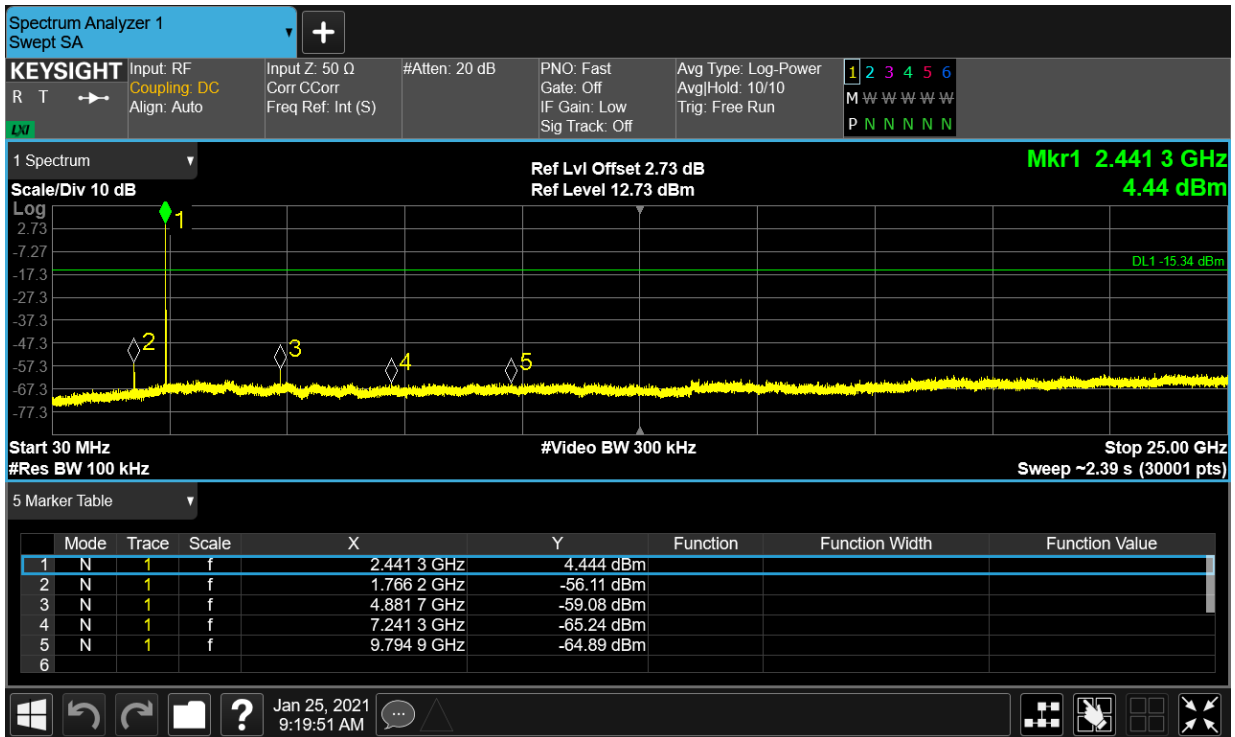 Spectrum Analyzer 1
Swept SA
KEYSIGHT
R T
LXI
Input: RF
Coupling: DC
Align: Auto
Input Z: 50 Ω
Corr CCorr
Freq Ref: Int (S)
#Atten: 20 dB
PNO: Fast
Gate: Off
IF Gain: Low
Sig Track: Off
Avg Type: Log-Power
Avg|Hold: 10/10
Trig: Free Run
1 2 3 4 5 6
M W W W W W
P N N N N N
1 Spectrum
Scale/Div 10 dB
Ref Lvl Offset 2.73 dB
Ref Level 12.73 dBm
Mkr1 2.441 3 GHz
4.44 dBm
Log
2.73
-7.27
-17.3
-27.3
-37.3
-47.3
-57.3
-67.3
-77.3
1
2
3
4
5
DL1 -15.34 dBm
Start 30 MHz
#Res BW 100 kHz
#Video BW 300 kHz
Stop 25.00 GHz
Sweep ~2.39 s (30001 pts)
5 Marker Table
Mode Trace Scale X Y Function Function Width Function Value
1 N 1 f 2.441 3 GHz 4.444 dBm
2 N 1 f 1.766 2 GHz -56.11 dBm
3 N 1 f 4.881 7 GHz -59.08 dBm
4 N 1 f 7.241 3 GHz -65.24 dBm
5 N 1 f 9.794 9 GHz -64.89 dBm
6
?
Jan 25, 2021
9:19:51 AM